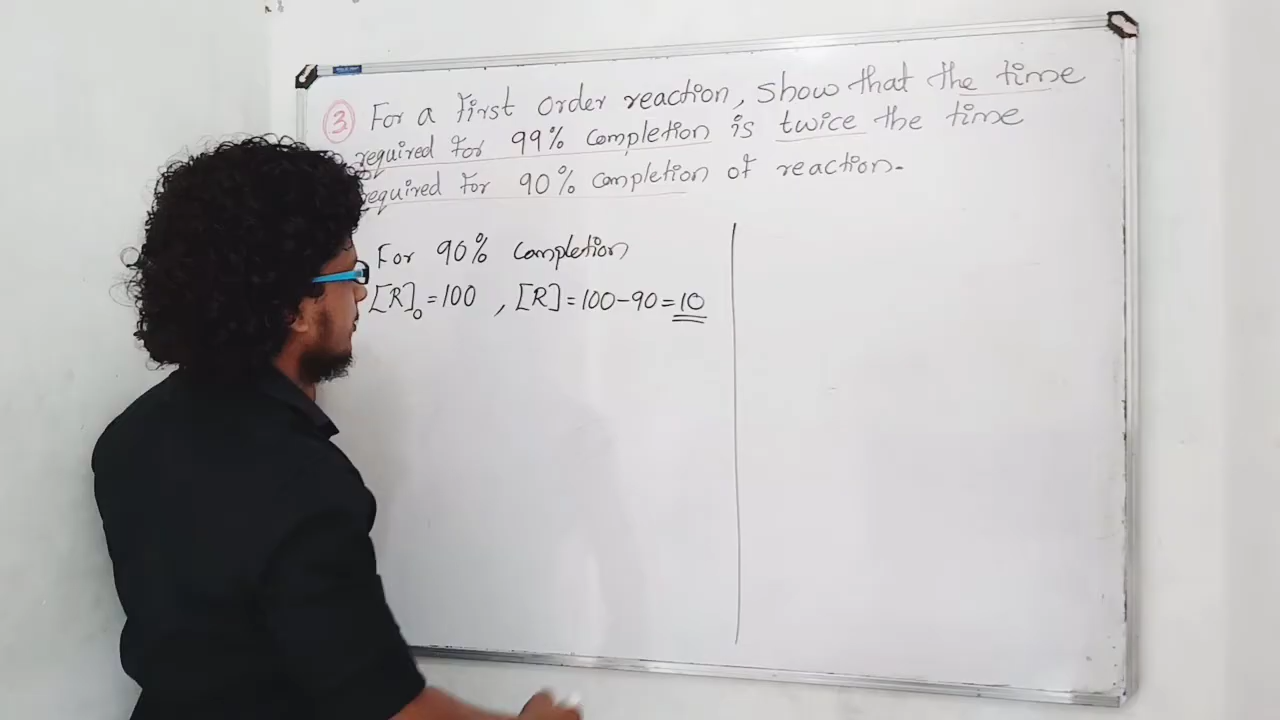 3 For a first order reaction, show that the time
required for 99% completion is twice the time
required for 90% completion of reaction.
For 90% completion
[R]₀ = 100 , [R] = 100-90 = 10